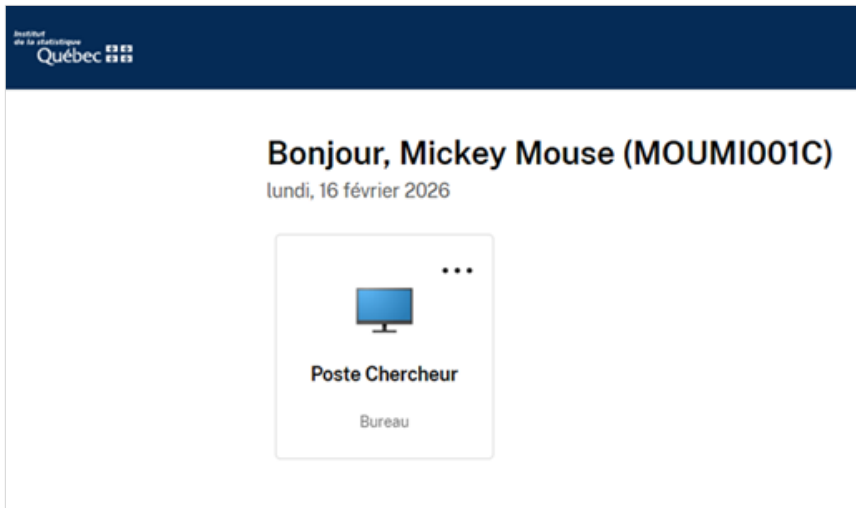 Institut
de la statistique
Québec
Bonjour, Mickey Mouse (MOUMI001C)
lundi, 16 février 2026
Poste Chercheur
Bureau